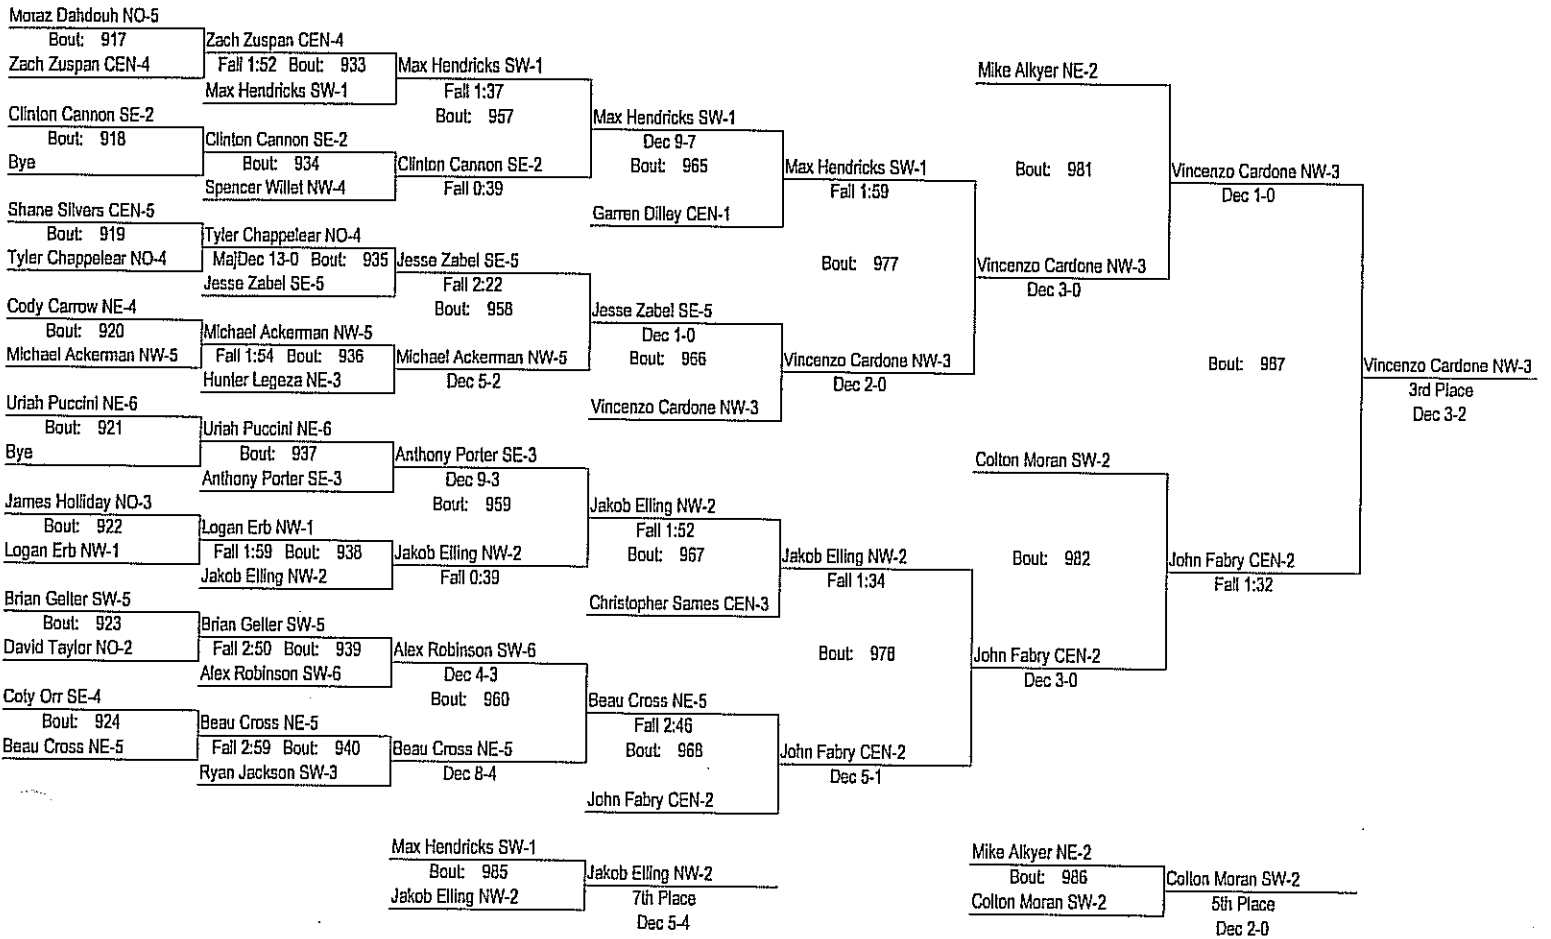 Moraz Dahdouh NO-5
Bout: 917
Zach Zuspan CEN-4
Clinton Cannon SE-2
Bout: 918
Bye
Shane Silvers CEN-5
Bout: 919
Tyler Chappelear NO-4
Cody Carrow NE-4
Bout: 920
Michael Ackerman NW-5
Uriah Puccini NE-6
Bout: 921
Bye
James Holliday NO-3
Bout: 922
Logan Erb NW-1
Brian Geller SW-5
Bout: 923
David Taylor NO-2
Coty Orr SE-4
Bout: 924
Beau Cross NE-5
Zach Zuspan CEN-4
Fall 1:52 Bout: 933
Max Hendricks SW-1
Clinton Cannon SE-2
Bout: 934
Spencer Willet NW-4
Tyler Chappelear NO-4
MajDec 13-0 Bout: 935
Jesse Zabel SE-5
Michael Ackerman NW-5
Fall 1:54 Bout: 936
Hunter Legeza NE-3
Uriah Puccini NE-6
Bout: 937
Anthony Porter SE-3
Logan Erb NW-1
Fall 1:59 Bout: 938
Jakob Elling NW-2
Brian Geller SW-5
Fall 2:50 Bout: 939
Alex Robinson SW-6
Beau Cross NE-5
Fall 2:59 Bout: 940
Ryan Jackson SW-3
Max Hendricks SW-1
Fall 1:37
Bout: 957
Clinton Cannon SE-2
Fall 0:39
Jesse Zabel SE-5
Fall 2:22
Bout: 958
Michael Ackerman NW-5
Dec 5-2
Anthony Porter SE-3
Dec 9-3
Bout: 959
Jakob Elling NW-2
Fall 0:39
Alex Robinson SW-6
Dec 4-3
Bout: 960
Beau Cross NE-5
Dec 8-4
Max Hendricks SW-1
Dec 9-7
Bout: 965
Garren Dilley CEN-1
Jesse Zabel SE-5
Dec 1-0
Bout: 966
Vincenzo Cardone NW-3
Jakob Elling NW-2
Fall 1:52
Bout: 967
Christopher Sames CEN-3
Beau Cross NE-5
Fall 2:46
Bout: 968
John Fabry CEN-2
Max Hendricks SW-1
Fall 1:59
Bout: 977
Vincenzo Cardone NW-3
Dec 2-0
Jakob Elling NW-2
Fall 1:34
Bout: 978
John Fabry CEN-2
Dec 5-1
Mike Alkyer NE-2
Bout: 981
Vincenzo Cardone NW-3
Dec 3-0
Colton Moran SW-2
Bout: 982
John Fabry CEN-2
Dec 3-0
Vincenzo Cardone NW-3
Dec 1-0
Bout: 987
John Fabry CEN-2
Fall 1:32
Vincenzo Cardone NW-3
3rd Place
Dec 3-2
Max Hendricks SW-1
Bout: 985
Jakob Elling NW-2
Jakob Elling NW-2
7th Place
Dec 5-4
Mike Alkyer NE-2
Bout: 986
Colton Moran SW-2
Colton Moran SW-2
5th Place
Dec 2-0